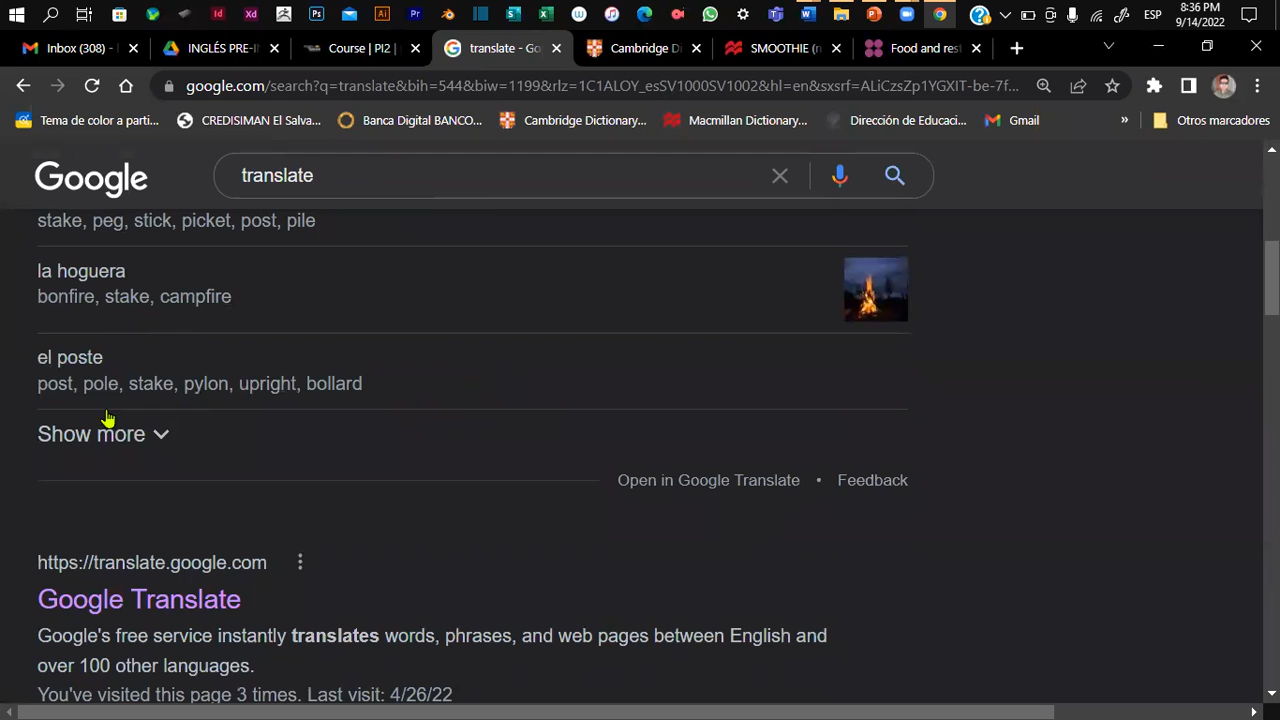 8:36 PM
ESP
9/14/2022
Inbox (308) -
INGLÉS PRE-IN
Course | PI2 |
translate - Go
Cambridge Di
SMOOTHIE (n
Food and rest
google.com/search?q=translate&bih=544&biw=1199&rlz=1C1ALOY_esSV1000SV1002&hl=en&sxsrf=ALiCzsZp1YGXIT-be-7f...
Tema de color a parti...
CREDISIMAN El Salva...
Banca Digital BANCO...
Cambridge Dictionary...
Macmillan Dictionary...
Dirección de Educaci...
Gmail
»
Otros marcadores
Google
translate
stake, peg, stick, picket, post, pile
la hoguera
bonfire, stake, campfire
el poste
post, pole, stake, pylon, upright, bollard
Show more
Open in Google Translate • Feedback
https://translate.google.com
Google Translate
Google's free service instantly translates words, phrases, and web pages between English and
over 100 other languages.
You've visited this page 3 times. Last visit: 4/26/22